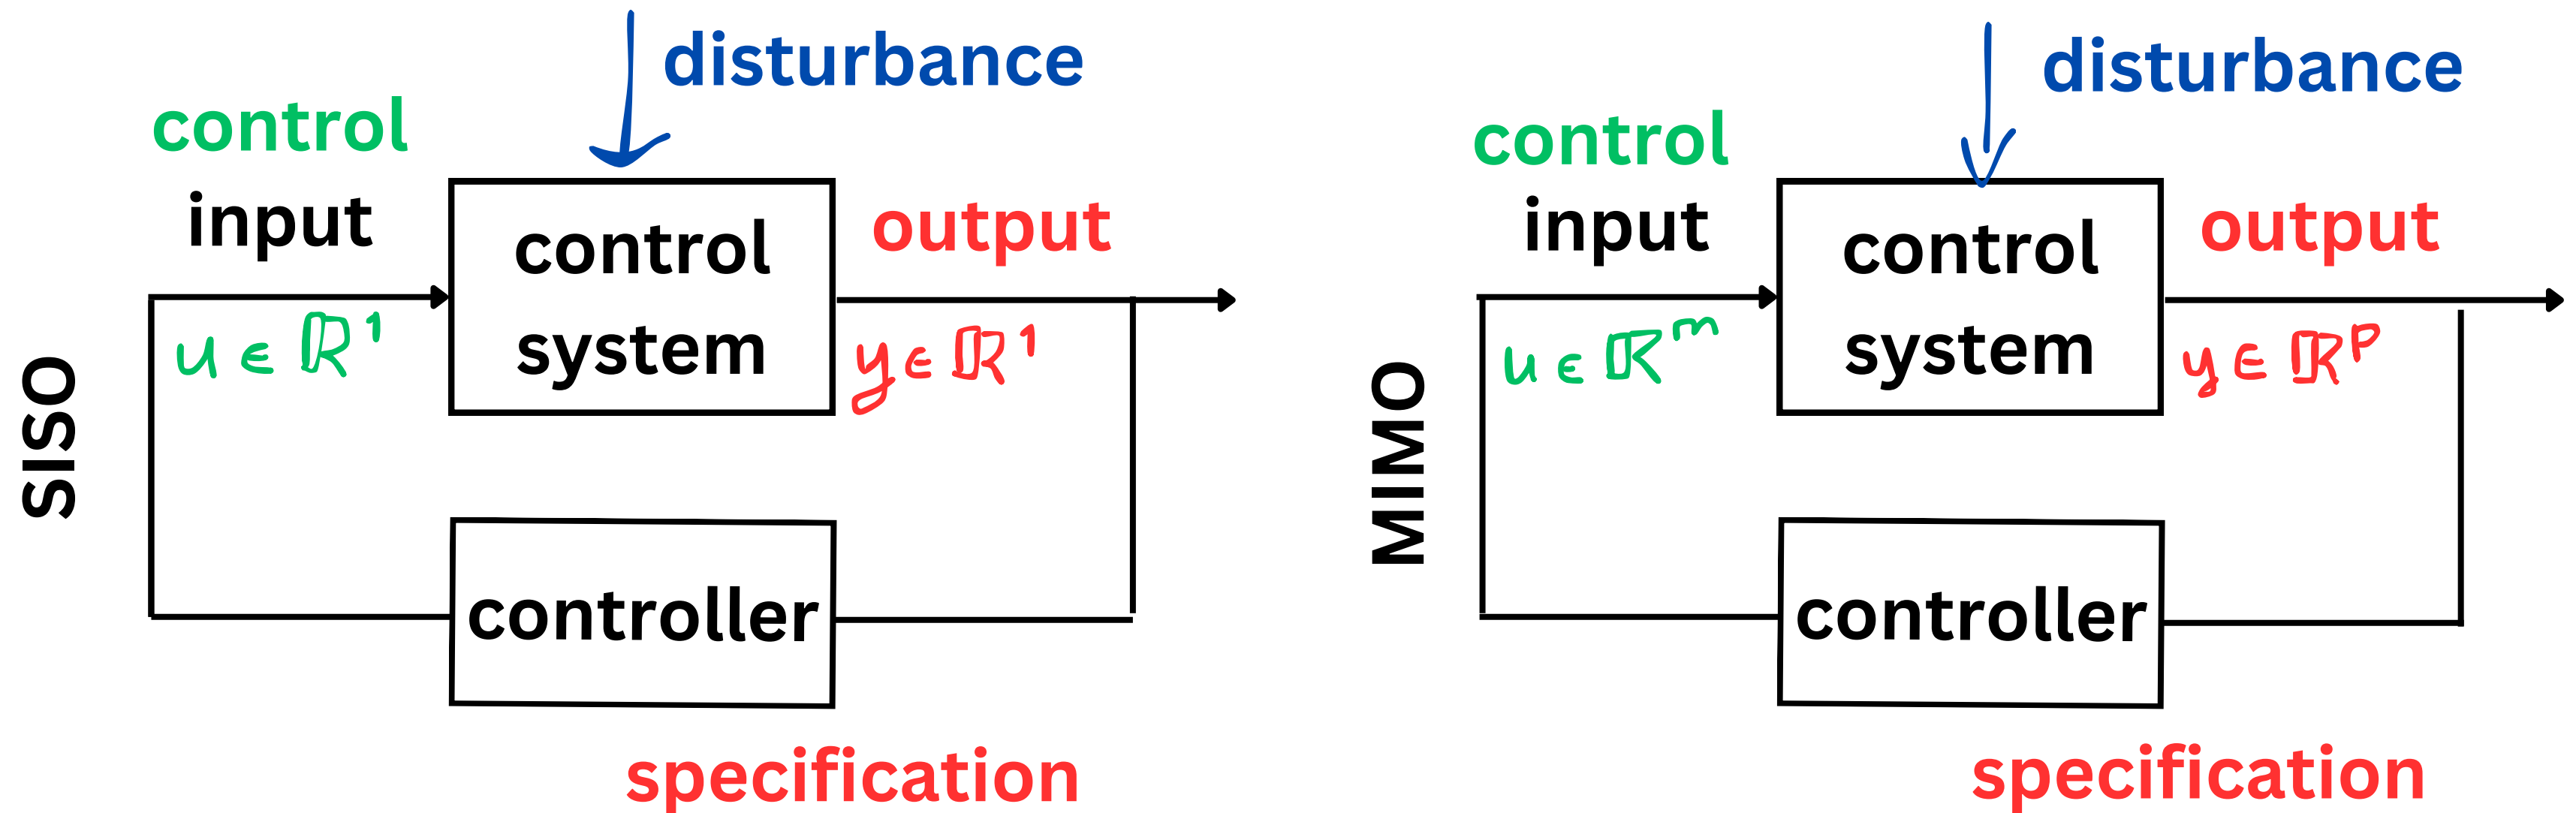 SISO
control
input
u ∈ ℝ¹
disturbance
control
system
output
y ∈ ℝ¹
controller
specification
MIMO
control
input
u ∈ ℝᵐ
disturbance
control
system
output
y ∈ ℝᵖ
controller
specification